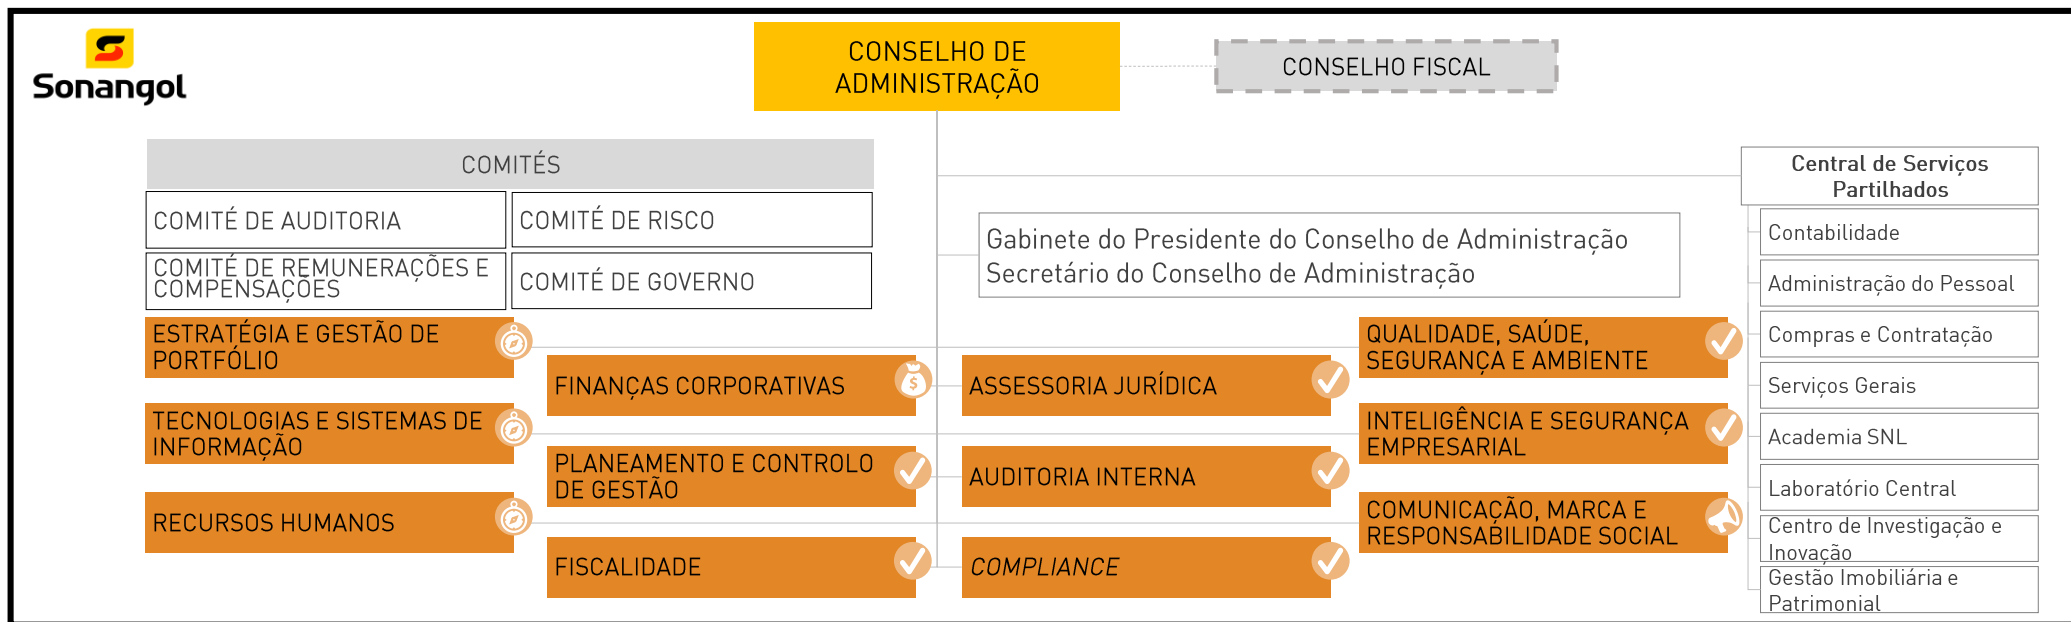 Sonangol
CONSELHO DE
ADMINISTRAÇÃO
CONSELHO FISCAL
COMITÉS
COMITÉ DE AUDITORIA
COMITÉ DE RISCO
COMITÉ DE REMUNERAÇÕES E
COMPENSAÇÕES
COMITÉ DE GOVERNO
Gabinete do Presidente do Conselho de Administração
Secretário do Conselho de Administração
ESTRATÉGIA E GESTÃO DE
PORTFÓLIO
TECNOLOGIAS E SISTEMAS DE
INFORMAÇÃO
RECURSOS HUMANOS
FINANÇAS CORPORATIVAS
PLANEAMENTO E CONTROLO
DE GESTÃO
FISCALIDADE
ASSESSORIA JURÍDICA
AUDITORIA INTERNA
COMPLIANCE
QUALIDADE, SAÚDE,
SEGURANÇA E AMBIENTE
INTELIGÊNCIA E SEGURANÇA
EMPRESARIAL
COMUNICAÇÃO, MARCA E
RESPONSABILIDADE SOCIAL
Central de Serviços
Partilhados
Contabilidade
Administração do Pessoal
Compras e Contratação
Serviços Gerais
Academia SNL
Laboratório Central
Centro de Investigação e
Inovação
Gestão Imobiliária e
Patrimonial